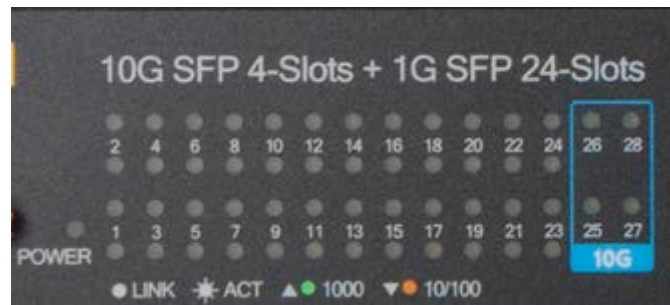 10G SFP 4-Slots + 1G SFP 24-Slots
2 4 6 8 10 12 14 16 18 20 22 24 26 28
1 3 5 7 9 11 13 15 17 19 21 23 25 27
POWER 10G
LINK ACT 1000 10/100